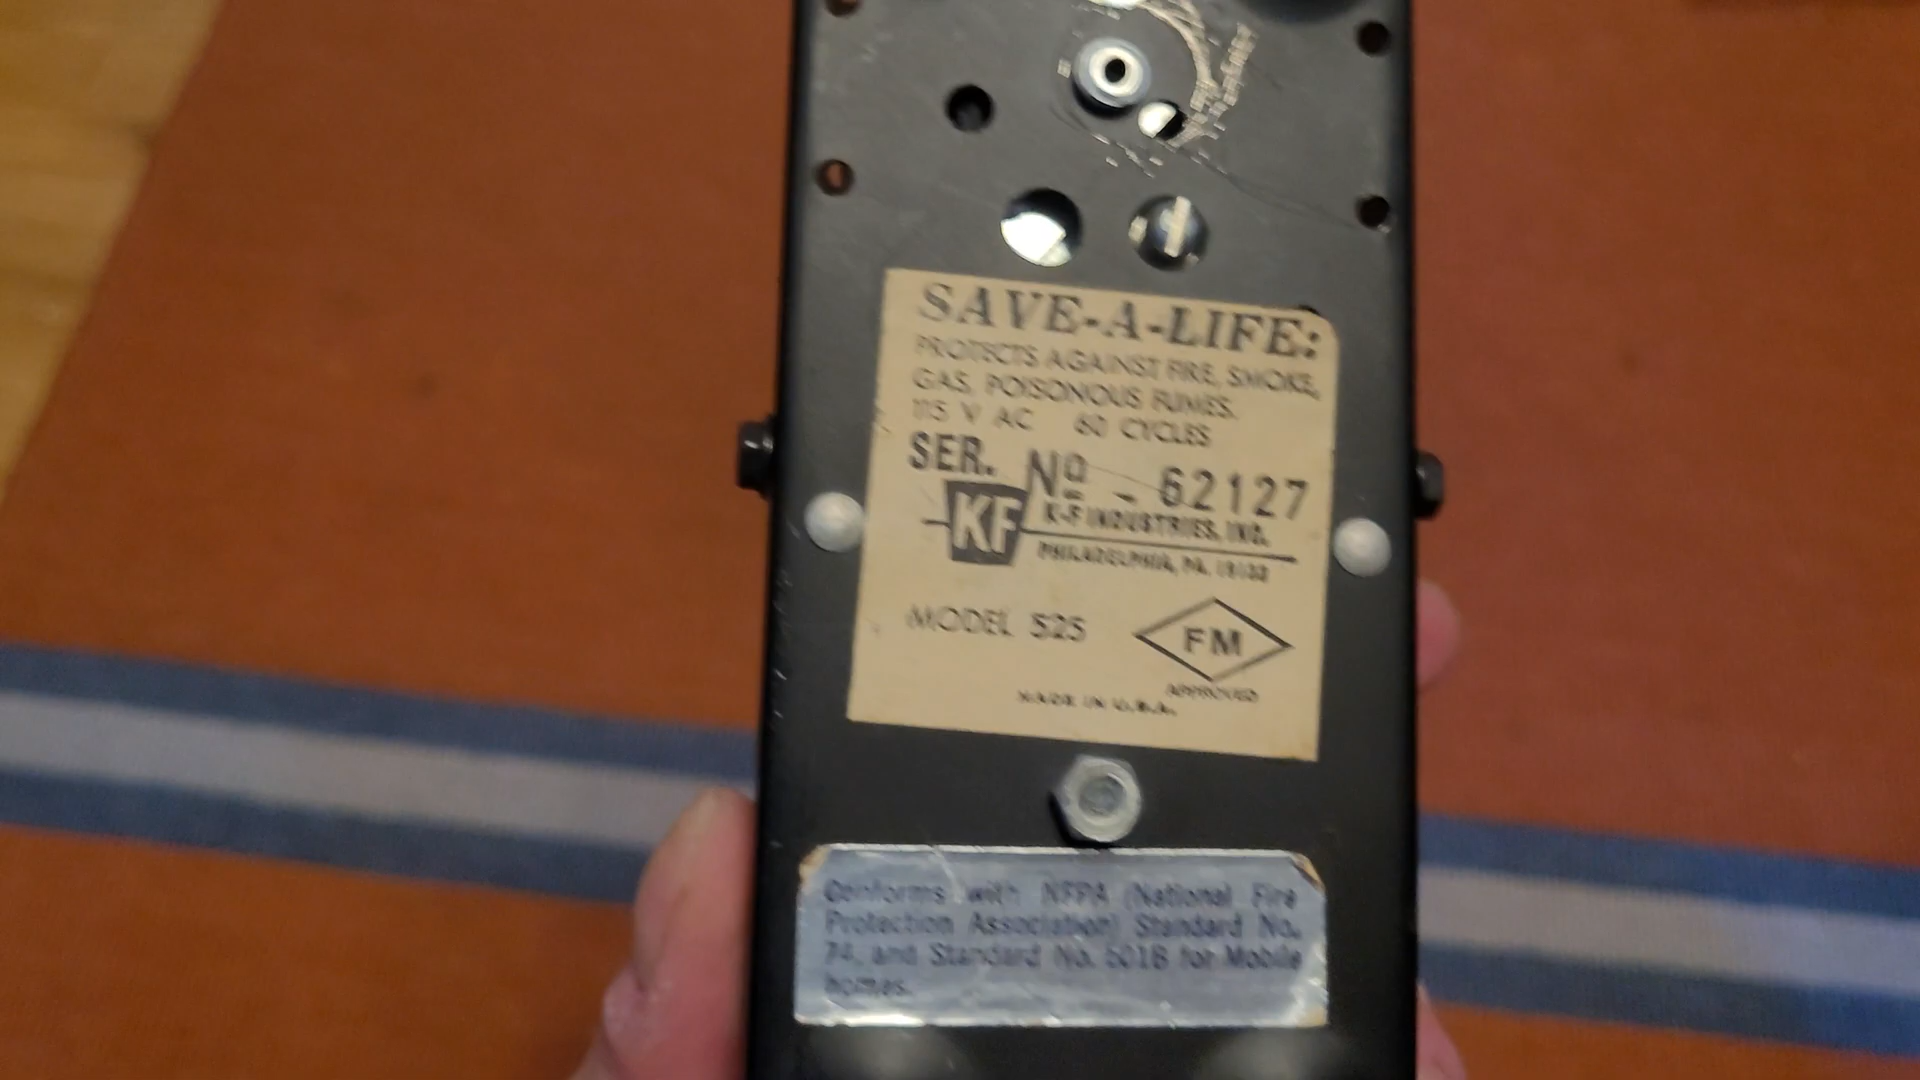 SAVE-A-LIFE:
PROTECTS AGAINST FIRE, SMOKE,
GAS, POISONOUS FUMES.
115 V AC 60 CYCLES
SER. No - 62127
KF
K-F INDUSTRIES, INC.
PHILADELPHIA, PA. 19133
MODEL 525
FM
APPROVED
MADE IN U.S.A.
Conforms with NFPA (National Fire
Protection Association) Standard No.
74, and Standard No. 501B for Mobile
homes.